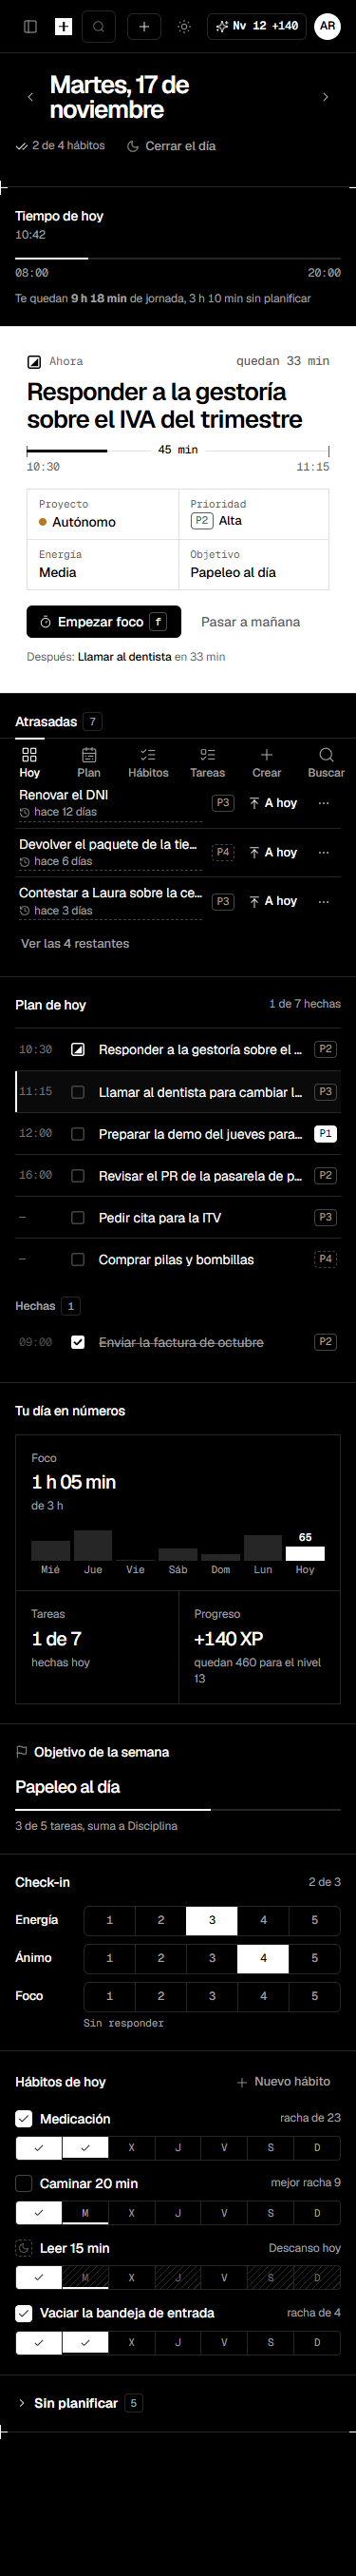 Nv 12 +140
AR
Martes, 17 de
noviembre
2 de 4 hábitos
Cerrar el día
Tiempo de hoy
10:42
08:00
20:00
Te quedan 9 h 18 min de jornada, 3 h 10 min sin planificar
Ahora
quedan 33 min
Responder a la gestoría
sobre el IVA del trimestre
45 min
10:30
11:15
Proyecto
Autónomo
Prioridad
P2 Alta
Energía
Media
Objetivo
Papeleo al día
Empezar foco f
Pasar a mañana
Después: Llamar al dentista en 33 min
Atrasadas 7
Hoy
Plan
Hábitos
Tareas
Crear
Buscar
Renovar el DNI
hace 12 días
P3
A hoy
Devolver el paquete de la tie...
hace 6 días
P4
A hoy
Contestar a Laura sobre la ce...
hace 3 días
P3
A hoy
Ver las 4 restantes
Plan de hoy
1 de 7 hechas
10:30 Responder a la gestoría sobre el ... P2
11:15 Llamar al dentista para cambiar l... P3
12:00 Preparar la demo del jueves para... P1
16:00 Revisar el PR de la pasarela de p... P2
— Pedir cita para la ITV P3
— Comprar pilas y bombillas P4
Hechas 1
09:00 Enviar la factura de octubre P2
Tu día en números
Foco
1 h 05 min
de 3 h
65
Mié Jue Vie Sáb Dom Lun Hoy
Tareas
1 de 7
hechas hoy
Progreso
+140 XP
quedan 460 para el nivel
13
Objetivo de la semana
Papeleo al día
3 de 5 tareas, suma a Disciplina
Check-in
2 de 3
Energía 1 2 3 4 5
Ánimo 1 2 3 4 5
Foco 1 2 3 4 5
Sin responder
Hábitos de hoy
Nuevo hábito
Medicación
racha de 23
X J V S D
Caminar 20 min
mejor racha 9
M X J V S D
Leer 15 min
Descanso hoy
M X J V S D
Vaciar la bandeja de entrada
racha de 4
X J V S D
Sin planificar 5